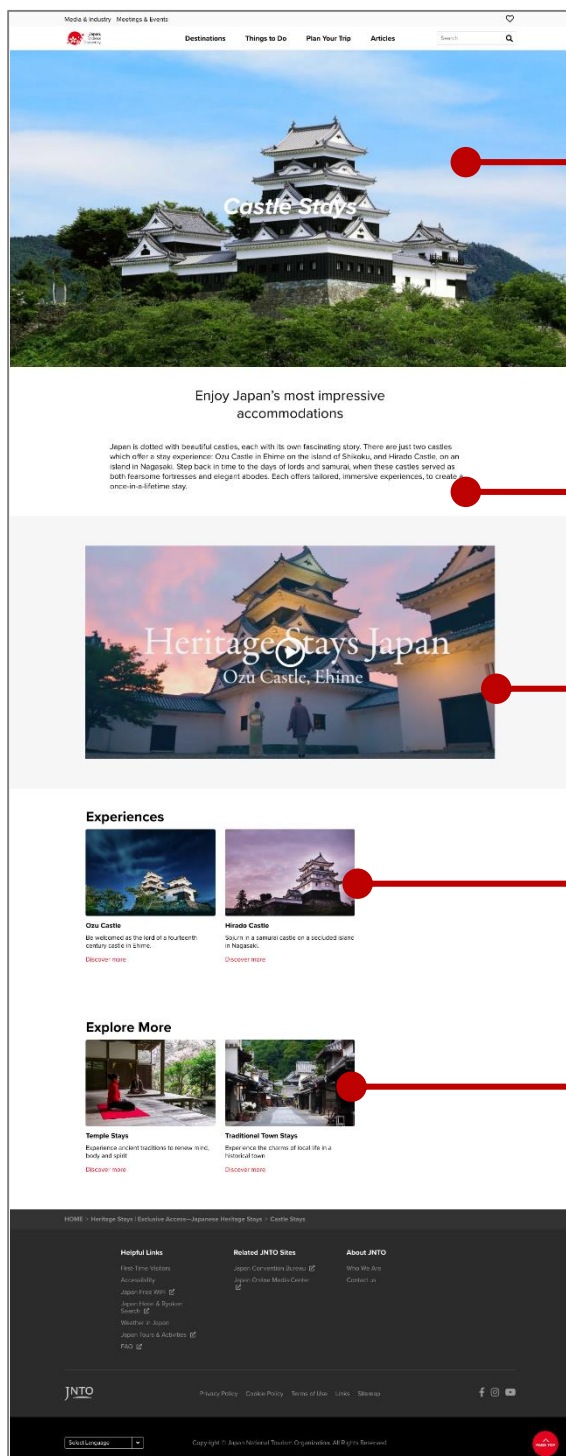 Media & Industry Meetings & Events
Japan
Destinations Things to Do Plan Your Trip Articles Search
Castle Stays
Enjoy Japan's most impressive
accommodations
Japan is dotted with beautiful castles, each with its own fascinating story. There are just two castles
which offer a stay experience: Ozu Castle in Ehime on the island of Shikoku, and Hirado Castle, on an
island in Nagasaki. Step back in time to the days of lords and samurai, when these castles served as
both fearsome fortresses and elegant abodes. Each offers tailored, immersive experiences, to create a
once-in-a-lifetime stay.
Heritage Stays Japan
Ozu Castle, Ehime
Experiences
Ozu Castle
Be welcomed as the lord of a fourteenth
century castle in Ehime.
Discover more
Hirado Castle
Sojurn in a samurai castle on a secluded island
in Nagasaki.
Discover more
Explore More
Temple Stays
Experience ancient traditions to renew mind,
body and spirit
Discover more
Traditional Town Stays
Experience the charms of local life in a
historical town
Discover more
HOME > Heritage Stays | Exclusive Access—Japanese Heritage Stays > Castle Stays
Helpful Links
First-Time Visitors
Accessibility
Japan Free WiFi
Japan Hotel & Ryokan
Search
Weather in Japan
Japan Tours & Activities
FAQ
Related JNTO Sites
Japan Convention Bureau
Japan Online Media Center
About JNTO
Who We Are
Contact us
JNTO
Privacy Policy Cookie Policy Terms of Use Links Sitemap
Select Language
Copyright © Japan National Tourism Organization. All Rights Reserved.
PAGE TOP